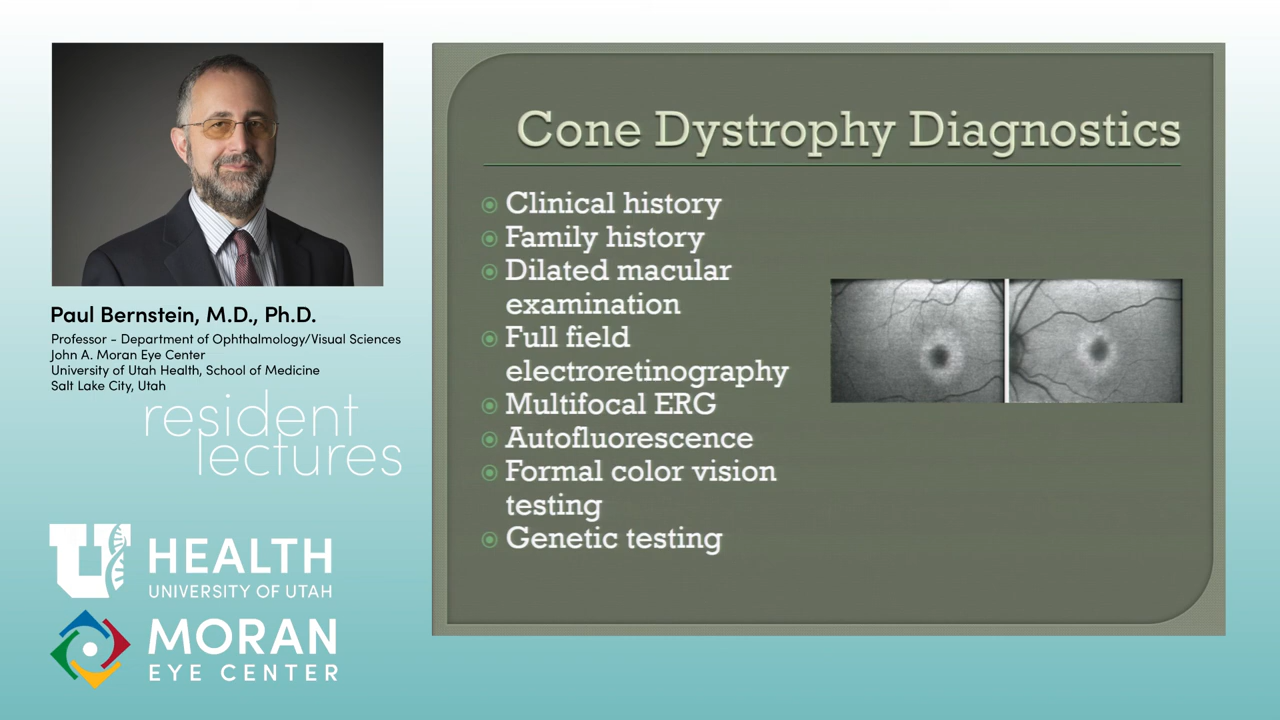 Paul Bernstein, M.D., Ph.D.
Professor - Department of Ophthalmology/Visual Sciences
John A. Moran Eye Center
University of Utah Health, School of Medicine
Salt Lake City, Utah
resident
lectures
U HEALTH
UNIVERSITY OF UTAH
MORAN
EYE CENTER
Cone Dystrophy Diagnostics
Clinical history
Family history
Dilated macular
examination
Full field
electroretinography
Multifocal ERG
Autofluorescence
Formal color vision
testing
Genetic testing